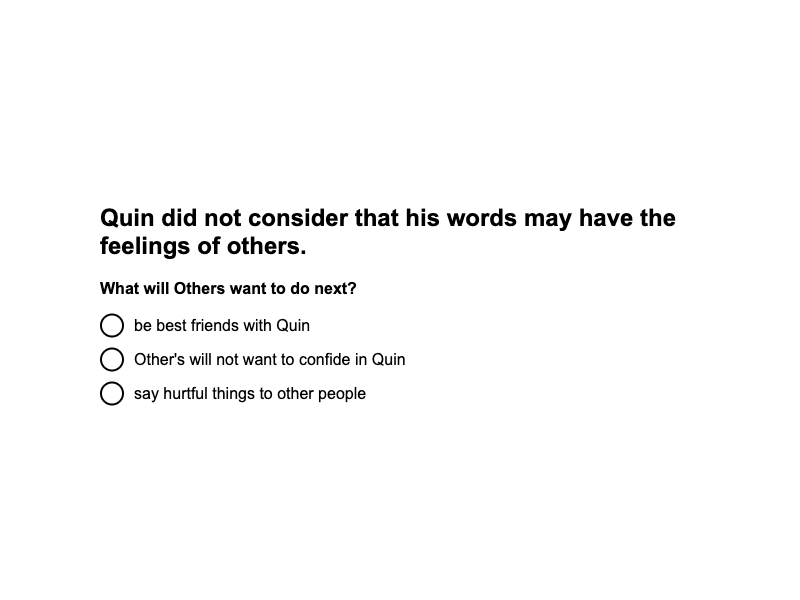 Quin did not consider that his words may have the
feelings of others.
What will Others want to do next?
be best friends with Quin
Other's will not want to confide in Quin
say hurtful things to other people